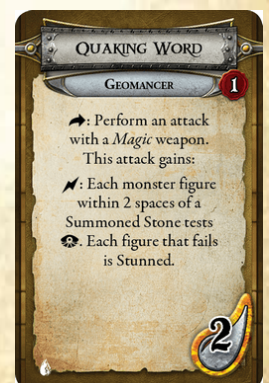 QUAKING WORD
GEOMANCER
1
: Perform an attack
with a Magic weapon.
This attack gains:
: Each monster figure
within 2 spaces of a
Summoned Stone tests
. Each figure that fails
is Stunned.
2